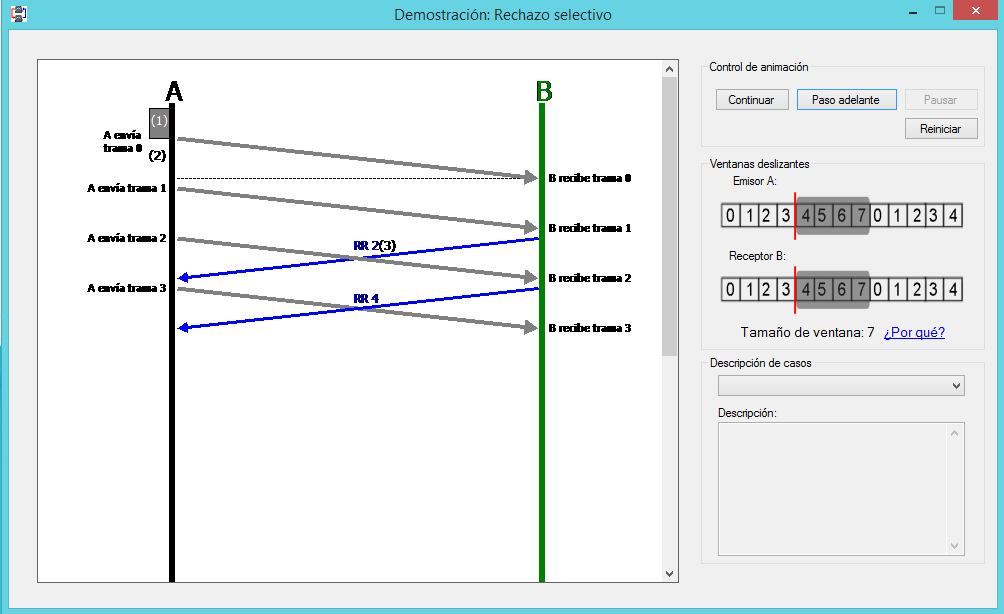 Demostración: Rechazo selectivo
A
B
(1)
A envía
trama 0
(2)
B recibe trama 0
A envía trama 1
B recibe trama 1
A envía trama 2
RR 2(3)
B recibe trama 2
A envía trama 3
RR 4
B recibe trama 3
Control de animación
Continuar
Paso adelante
Pausar
Reiniciar
Ventanas deslizantes
Emisor A:
0 1 2 3 4 5 6 7 0 1 2 3 4
Receptor B:
0 1 2 3 4 5 6 7 0 1 2 3 4
Tamaño de ventana: 7 ¿Por qué?
Descripción de casos
Descripción: